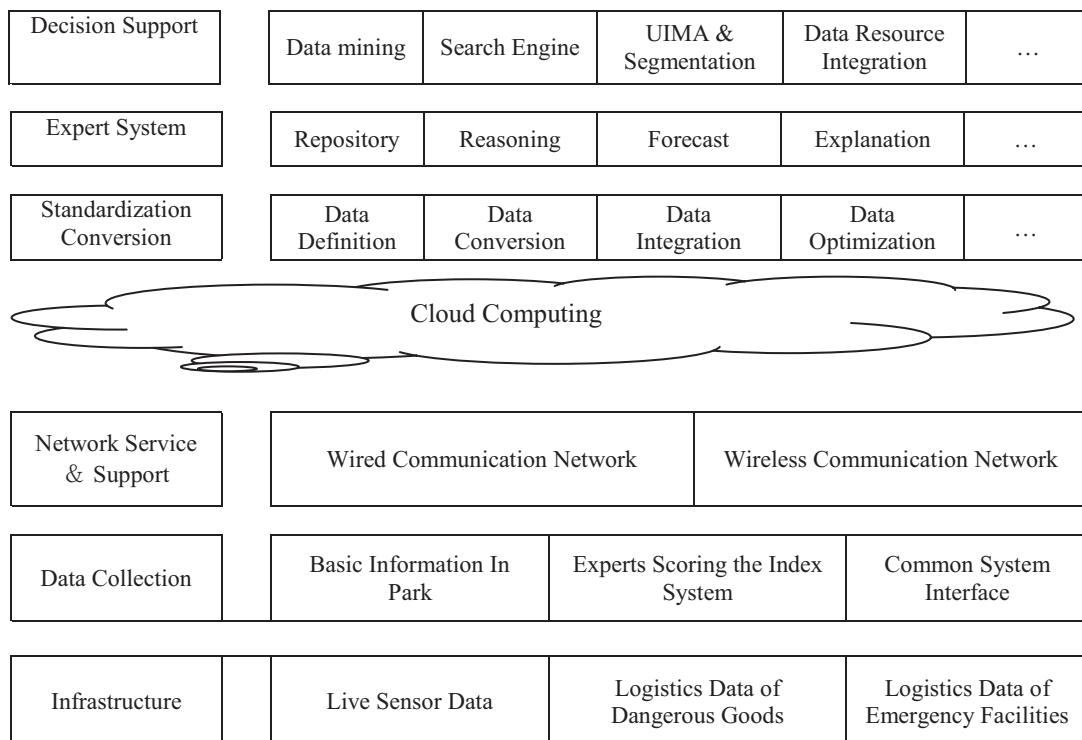 Decision Support
Data mining
Search Engine
UIMA &
Segmentation
Data Resource
Integration
…
Expert System
Repository
Reasoning
Forecast
Explanation
…
Standardization
Conversion
Data
Definition
Data
Conversion
Data
Integration
Data
Optimization
…
Cloud Computing
Network Service
& Support
Wired Communication Network
Wireless Communication Network
Data Collection
Basic Information In
Park
Experts Scoring the Index
System
Common System
Interface
Infrastructure
Live Sensor Data
Logistics Data of
Dangerous Goods
Logistics Data of
Emergency Facilities